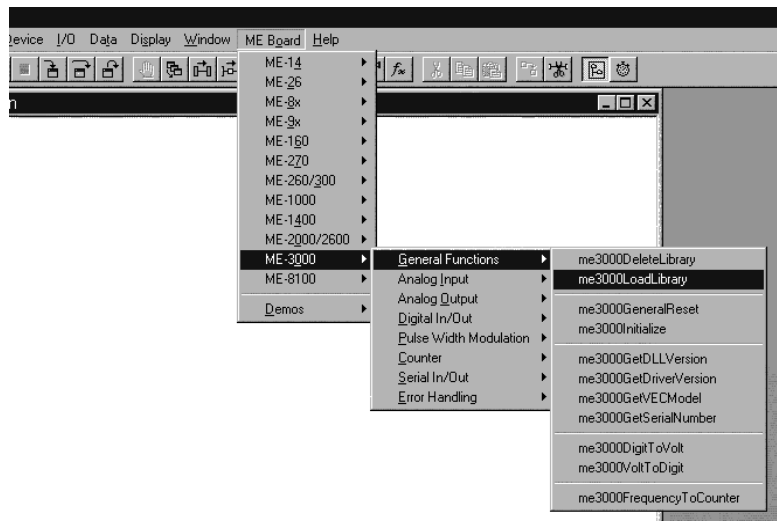 Device I/O Data Display Window ME Board Help
ME-14
ME-26
ME-8x
ME-9x
ME-160
ME-270
ME-260/300
ME-1000
ME-1400
ME-2000/2600
ME-3000
ME-8100
Demos
General Functions
Analog Input
Analog Output
Digital In/Out
Pulse Width Modulation
Counter
Serial In/Out
Error Handling
me3000DeleteLibrary
me3000LoadLibrary
me3000GeneralReset
me3000Initialize
me3000GetDLLVersion
me3000GetDriverVersion
me3000GetVECModel
me3000GetSerialNumber
me3000DigitToVolt
me3000VoltToDigit
me3000FrequencyToCounter